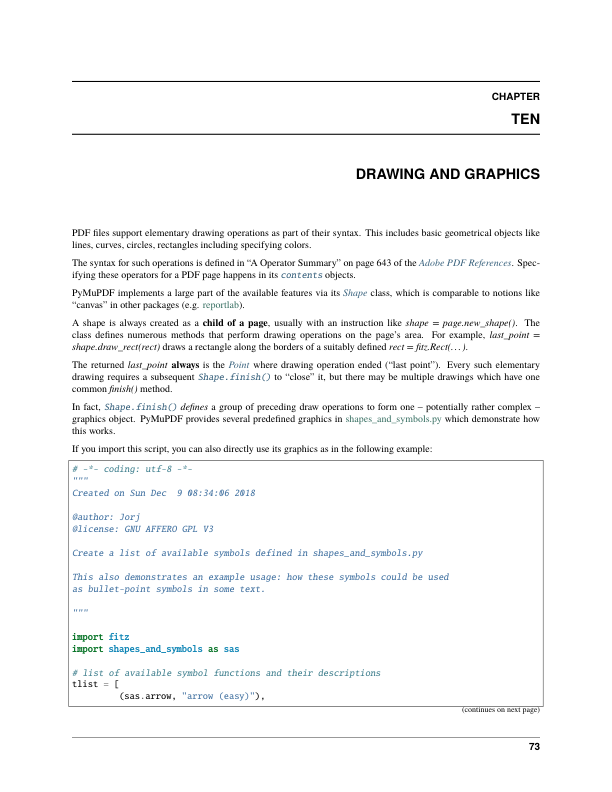 CHAPTER
TEN
DRAWING AND GRAPHICS
PDF files support elementary drawing operations as part of their syntax. This includes basic geometrical objects like
lines, curves, circles, rectangles including specifying colors.
The syntax for such operations is defined in “A Operator Summary” on page 643 of the Adobe PDF References. Spec-
ifying these operators for a PDF page happens in its contents objects.
PyMuPDF implements a large part of the available features via its Shape class, which is comparable to notions like
“canvas” in other packages (e.g. reportlab).
A shape is always created as a child of a page, usually with an instruction like shape = page.new_shape(). The
class defines numerous methods that perform drawing operations on the page’s area. For example, last_point =
shape.draw_rect(rect) draws a rectangle along the borders of a suitably defined rect = fitz.Rect(…).
The returned last_point always is the Point where drawing operation ended (“last point”). Every such elementary
drawing requires a subsequent Shape.finish() to “close” it, but there may be multiple drawings which have one
common finish() method.
In fact, Shape.finish() defines a group of preceding draw operations to form one – potentially rather complex –
graphics object. PyMuPDF provides several predefined graphics in shapes_and_symbols.py which demonstrate how
this works.
If you import this script, you can also directly use its graphics as in the following example:
# -*- coding: utf-8 -*-
"""
Created on Sun Dec  9 08:34:06 2018
@author: Jorj
@license: GNU AFFERO GPL V3
Create a list of available symbols defined in shapes_and_symbols.py
This also demonstrates an example usage: how these symbols could be used
as bullet-point symbols in some text.
"""
import fitz
import shapes_and_symbols as sas
# list of available symbol functions and their descriptions
tlist = [
        (sas.arrow, "arrow (easy)"),
(continues on next page)
73